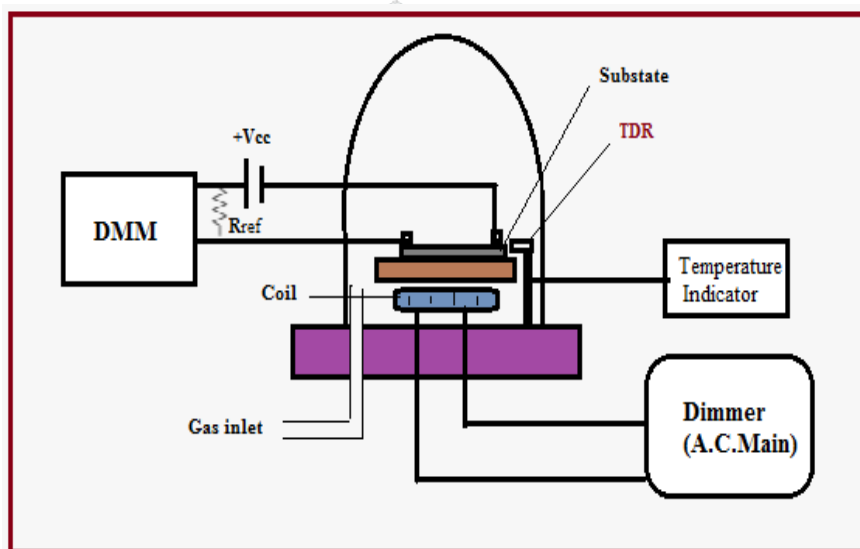 Substate
TDR
+Vcc
DMM
Rref
Temperature
Indicator
Coil
Gas inlet
Dimmer
(A.C.Main)